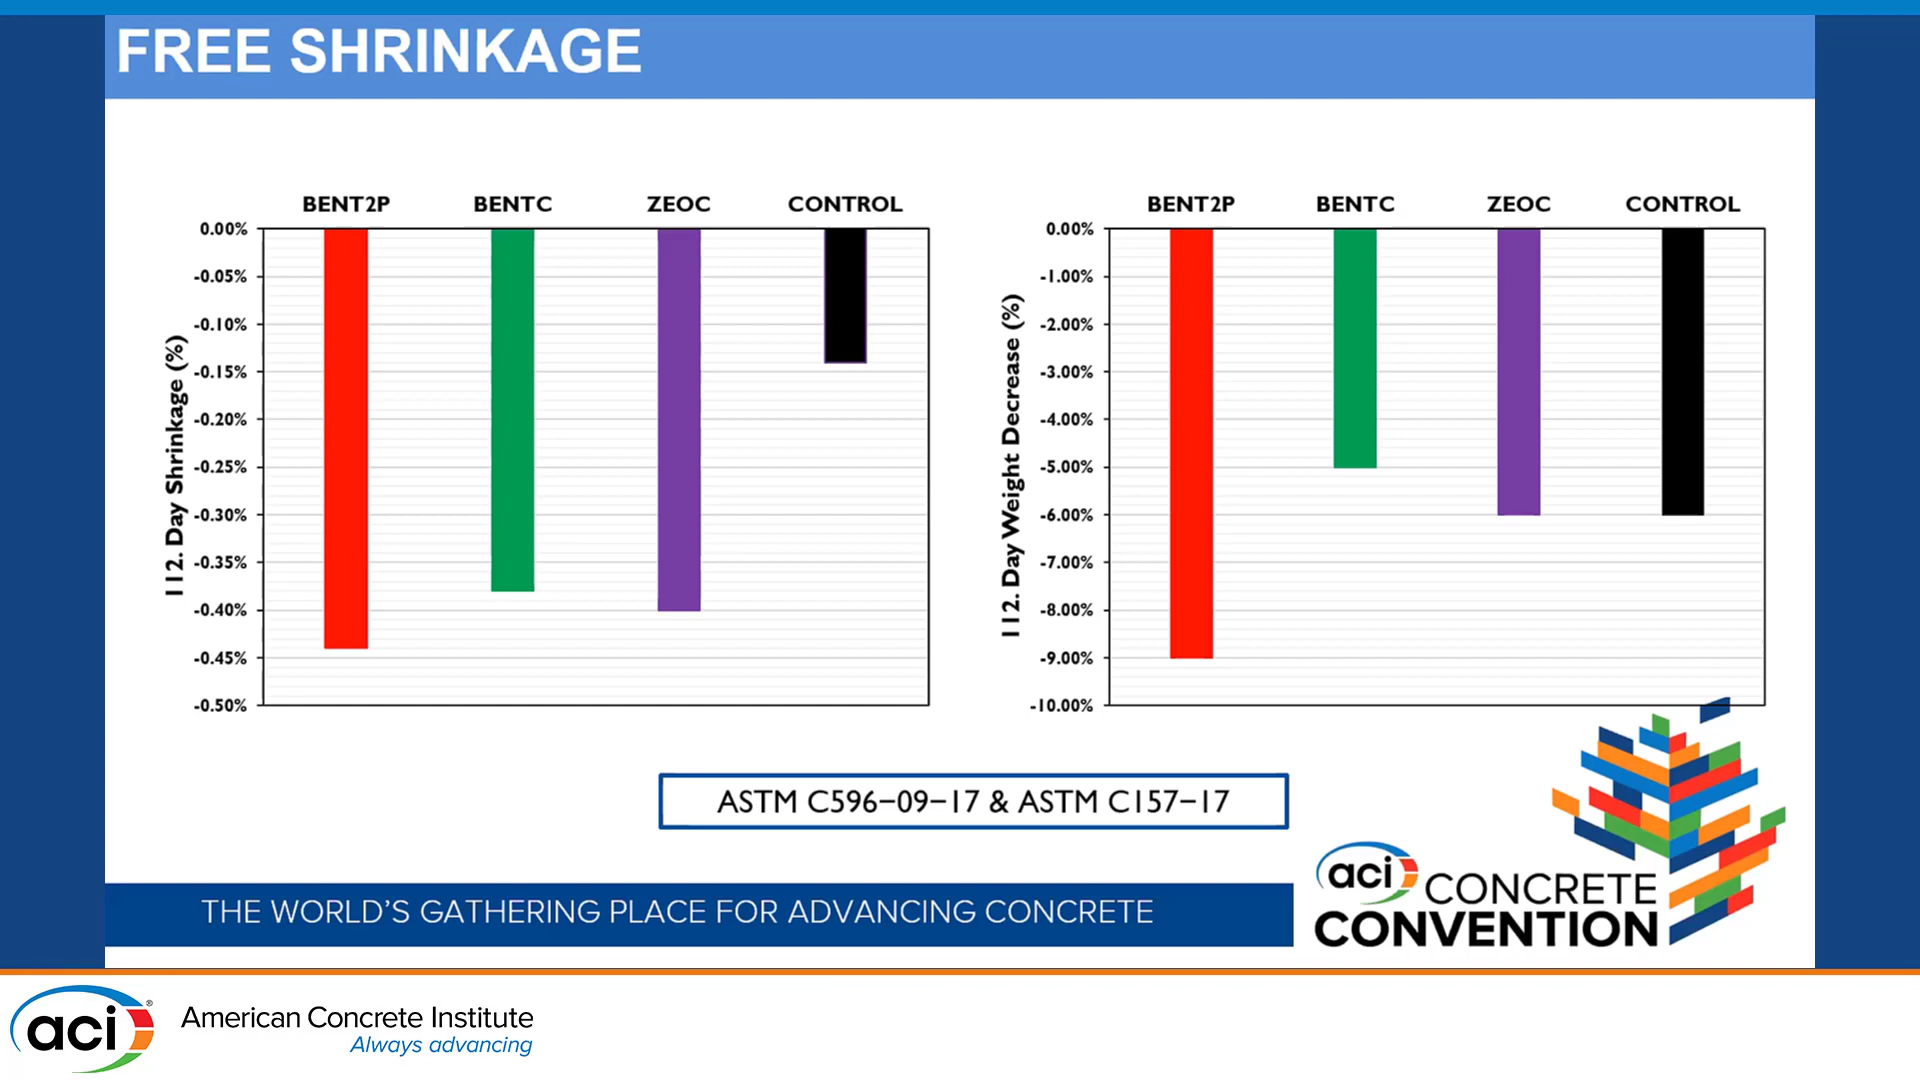 FREE SHRINKAGE
BENT2P BENTC ZEOC CONTROL
0.00%
-0.05%
-0.10%
-0.15%
-0.20%
-0.25%
-0.30%
-0.35%
-0.40%
-0.45%
-0.50%
112. Day Shrinkage (%)
BENT2P BENTC ZEOC CONTROL
0.00%
-1.00%
-2.00%
-3.00%
-4.00%
-5.00%
-6.00%
-7.00%
-8.00%
-9.00%
-10.00%
112. Day Weight Decrease (%)
ASTM C596–09–17 & ASTM C157–17
THE WORLD'S GATHERING PLACE FOR ADVANCING CONCRETE
aci CONCRETE
CONVENTION
aci®
American Concrete Institute
Always advancing